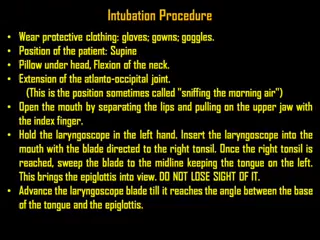 Intubation Procedure
• Wear protective clothing: gloves; gowns; goggles.
• Position of the patient: Supine
• Pillow under head, Flexion of the neck.
• Extension of the atlanto-occipital joint.
(This is the position sometimes called "sniffing the morning air")
• Open the mouth by separating the lips and pulling on the upper jaw with
the index finger.
• Hold the laryngoscope in the left hand. Insert the laryngoscope into the
mouth with the blade directed to the right tonsil. Once the right tonsil is
reached, sweep the blade to the midline keeping the tongue on the left.
This brings the epiglottis into view. DO NOT LOSE SIGHT OF IT.
• Advance the laryngoscope blade till it reaches the angle between the base
of the tongue and the epiglottis.